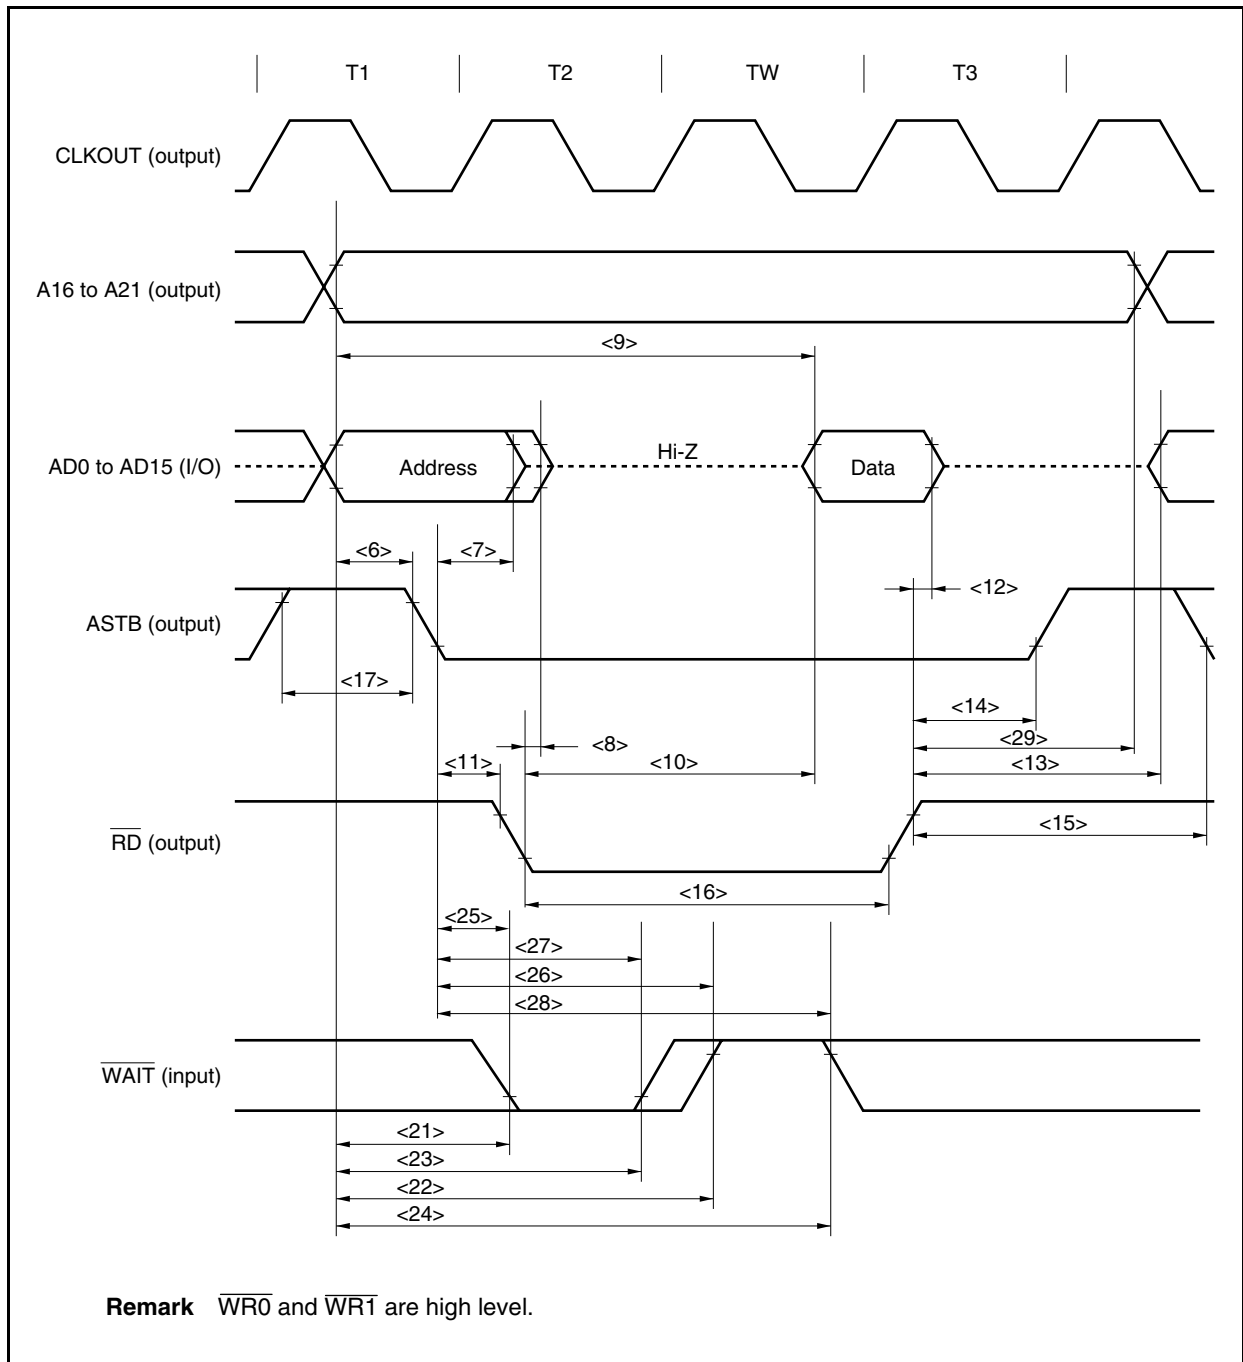 T1 T2 TW T3
CLKOUT (output)
A16 to A21 (output)
<9>
AD0 to AD15 (I/O) Address Hi-Z Data
<6> <7>
<12>
ASTB (output)
<17>
<14>
<8> <29>
<11> <10> <13>
<15>
RD (output)
<16>
<25>
<27>
<26>
<28>
WAIT (input)
<21>
<23>
<22>
<24>
Remark WR0 and WR1 are high level.